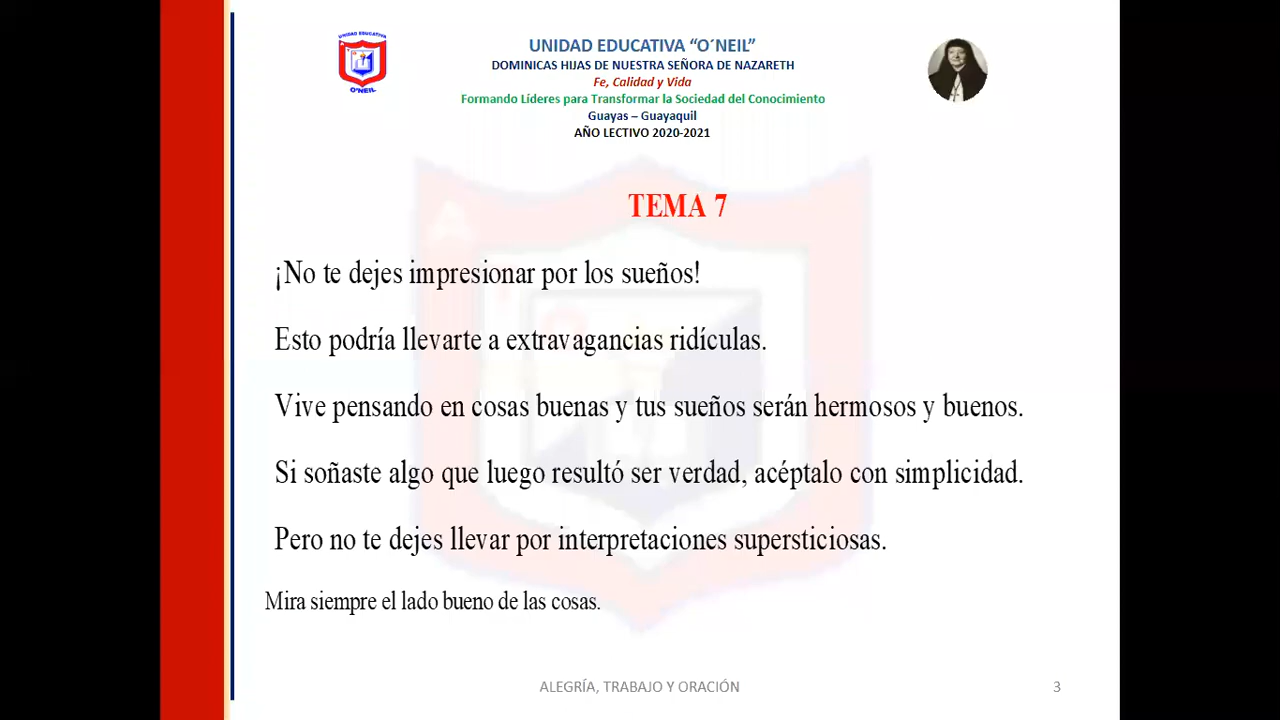 UNIDAD EDUCATIVA
O´NEIL
UNIDAD EDUCATIVA “O´NEIL”
DOMINICAS HIJAS DE NUESTRA SEÑORA DE NAZARETH
Fe, Calidad y Vida
Formando Líderes para Transformar la Sociedad del Conocimiento
Guayas – Guayaquil
AÑO LECTIVO 2020-2021
TEMA 7
¡No te dejes impresionar por los sueños!
Esto podría llevarte a extravagancias ridículas.
Vive pensando en cosas buenas y tus sueños serán hermosos y buenos.
Si soñaste algo que luego resultó ser verdad, acéptalo con simplicidad.
Pero no te dejes llevar por interpretaciones supersticiosas.
Mira siempre el lado bueno de las cosas.
ALEGRÍA, TRABAJO Y ORACIÓN
3